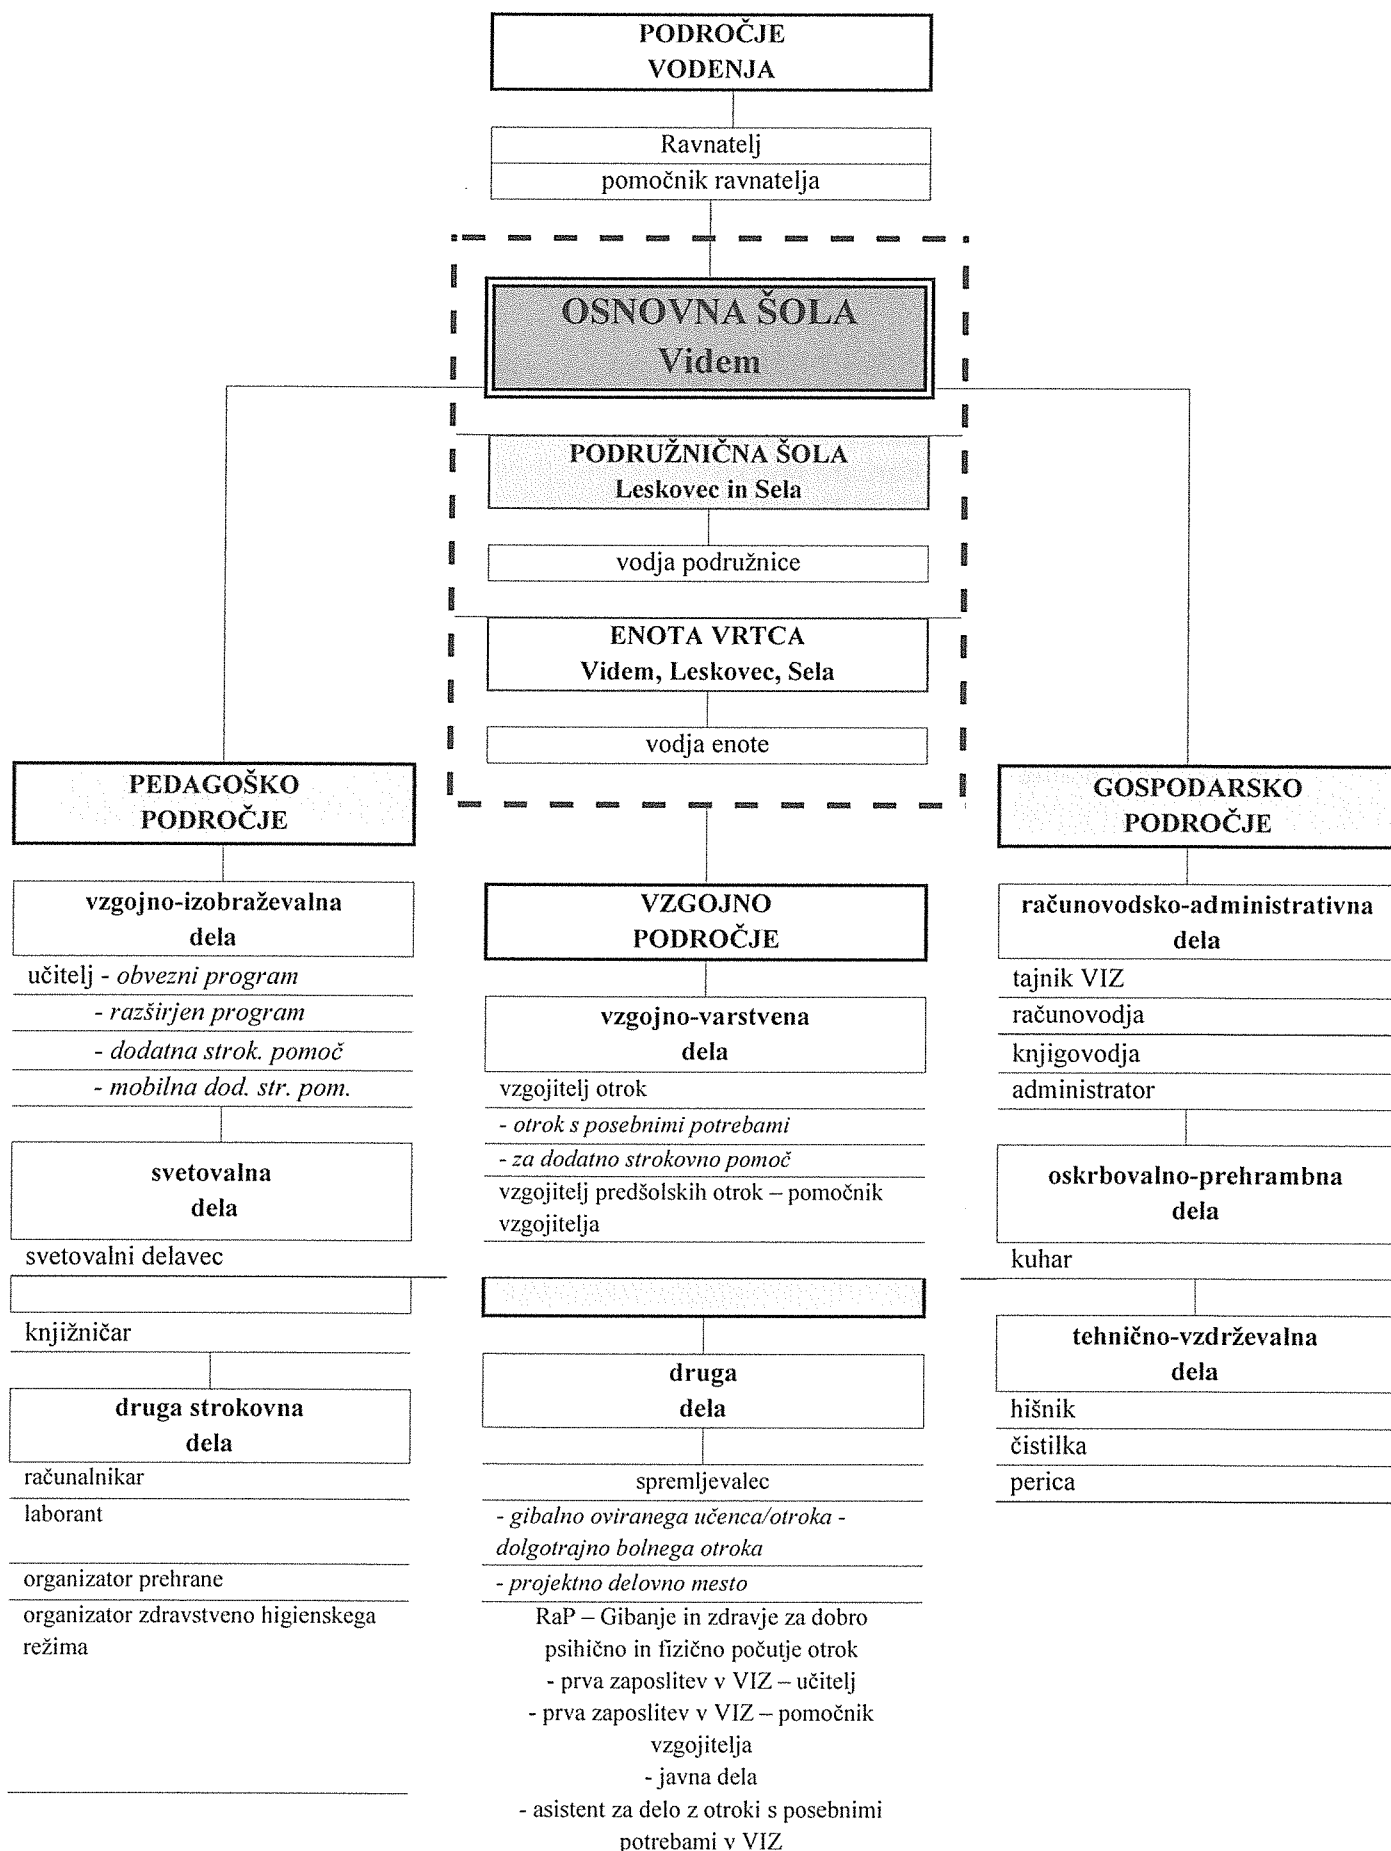 PODROČJE
VODENJA
Ravnatelj
pomočnik ravnatelja
OSNOVNA ŠOLA
Videm
PODRUŽNIČNA ŠOLA
Leskovec in Sela
vodja podružnice
ENOTA VRTCA
Videm, Leskovec, Sela
vodja enote
PEDAGOŠKO
PODROČJE
vzgojno-izobraževalna
dela
učitelj - obvezni program
- razširjen program
- dodatna strok. pomoč
- mobilna dod. str. pom.
svetovalna
dela
svetovalni delavec
knjižničar
druga strokovna
dela
računalnikar
laborant
organizator prehrane
organizator zdravstveno higienskega
režima
VZGOJNO
PODROČJE
vzgojno-varstvena
dela
vzgojitelj otrok
- otrok s posebnimi potrebami
- za dodatno strokovno pomoč
vzgojitelj predšolskih otrok – pomočnik
vzgojitelja
druga
dela
spremljevalec
- gibalno oviranega učenca/otroka -
dolgotrajno bolnega otroka
- projektno delovno mesto
RaP – Gibanje in zdravje za dobro
psihično in fizično počutje otrok
- prva zaposlitev v VIZ – učitelj
- prva zaposlitev v VIZ – pomočnik
vzgojitelja
- javna dela
- asistent za delo z otroki s posebnimi
potrebami v VIZ
GOSPODARSKO
PODROČJE
računovodsko-administrativna
dela
tajnik VIZ
računovodja
knjigovodja
administrator
oskrbovalno-prehrambna
dela
kuhar
tehnično-vzdrževalna
dela
hišnik
čistilka
perica